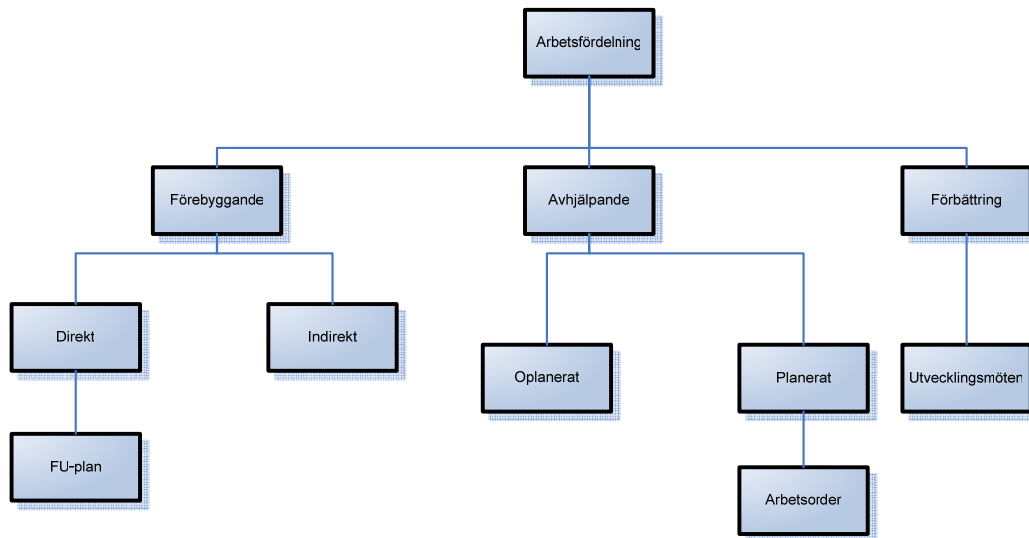 Arbetsfördelning
Förebyggande
Avhjälpande
Förbättring
Direkt
Indirekt
Oplanerat
Planerat
Utvecklingsmöten
FU-plan
Arbetsorder